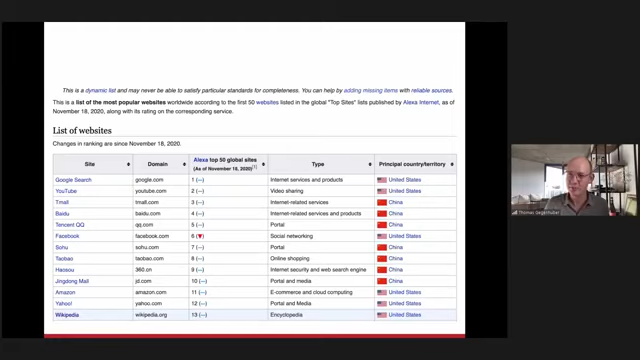 This is a dynamic list and may never be able to satisfy particular standards for completeness. You can help by adding missing items with reliable sources.
This is a list of the most popular websites worldwide according to the first 50 websites listed in the global "Top Sites" lists published by Alexa Internet, as of
November 18, 2020, along with its rating on the corresponding service.
List of websites
Changes in ranking are since November 18, 2020.
Site Domain Alexa top 50 global sites (As of November 18, 2020)[1] Type Principal country/territory
Google Search google.com 1 (—) Internet services and products United States
YouTube youtube.com 2 (—) Video sharing United States
Tmall tmall.com 3 (—) Internet-related services China
Baidu baidu.com 4 (—) Internet-related services and products China
Tencent QQ qq.com 5 (—) Portal China
Facebook facebook.com 6 (▼) Social networking United States
Sohu sohu.com 7 (—) Portal China
Taobao taobao.com 8 (—) Online shopping China
Haosou 360.cn 9 (—) Internet security and web search engine China
Jingdong Mall jd.com 10 (—) Portal and media China
Amazon amazon.com 11 (—) E-commerce and cloud computing United States
Yahoo! yahoo.com 12 (—) Portal and Media United States
Wikipedia wikipedia.org 13 (—) Encyclopedia United States
Thomas Gegenhuber